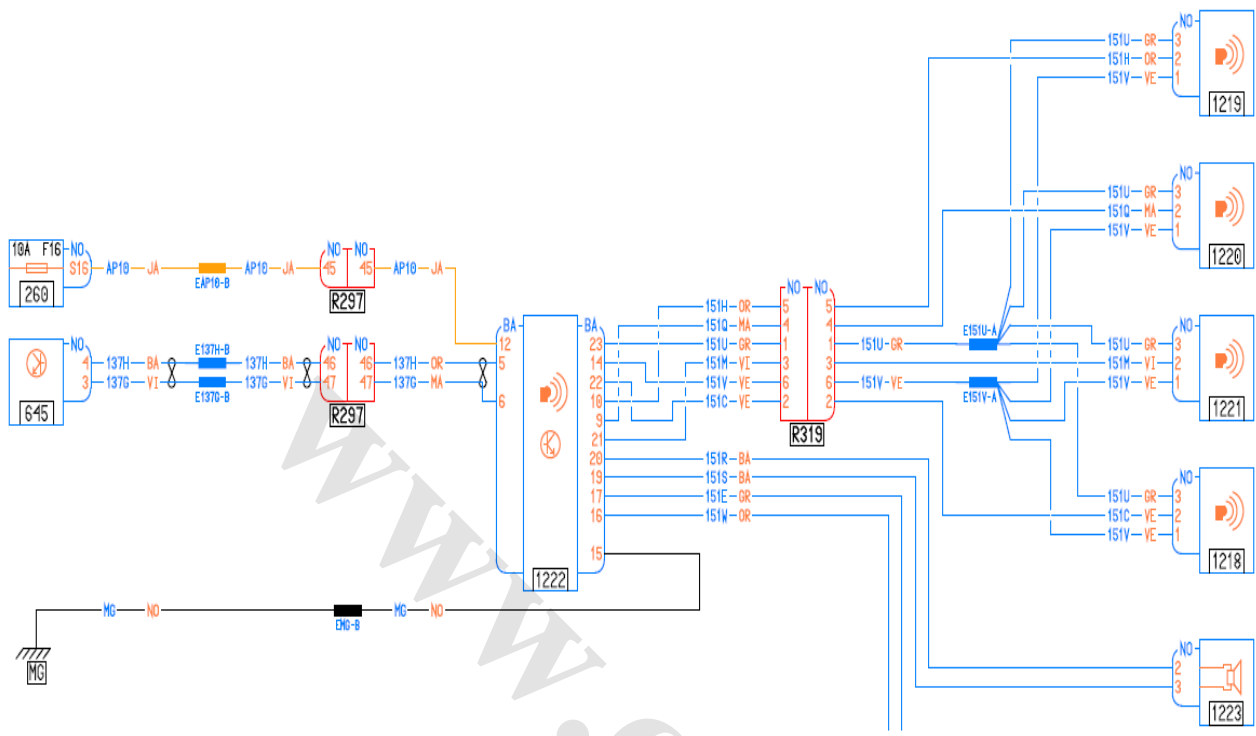 NO
151U GR 3
151H OR 2
151V VE 1
1219
NO
151U GR 3
151Q MA 2
151V VE 1
1220
10A F16 NO
S16 AP10 JA EAP10-B AP10 JA
260
NO NO
45 45 AP10 JA
R297
NO
4 137H BA E137H-B 137H BA
3 137G VI E137G-B 137G VI
645
NO NO
46 46 137H OR
47 47 137G MA
R297
BA BA
12
5
6
23
14
22
10
9
21
20
19
17
16
15
1222
151H OR
151Q MA
151U GR
151M VI
151V VE
151C VE
NO NO
5 5
4 4
1 1 151U GR E151U-A
3 3
6 6 151V VE E151V-A
2 2
R319
NO
151U GR 3
151M VI 2
151V VE 1
1221
151R BA
151S BA
151E GR
151W OR
NO
151U GR 3
151C VE 2
151V VE 1
1218
MG NO EMG-B MG NO
MG
NO
2
3
1223
www.